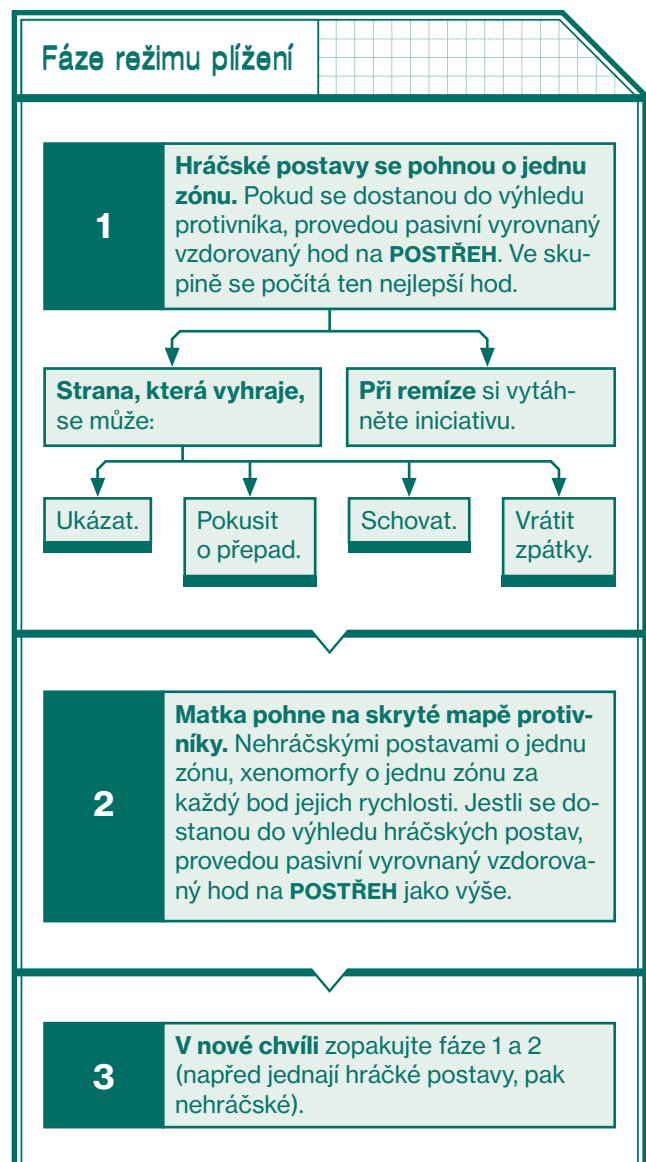 Fáze režimu plížení
1
Hráčské postavy se pohnou o jednu
zónu. Pokud se dostanou do výhledu
protivníka, provedou pasivní vyrovnaný
vzdorovaný hod na POSTŘEH. Ve sku-
pině se počítá ten nejlepší hod.
Strana, která vyhraje,
se může:
Při remíze si vytáh-
něte iniciativu.
Ukázat.
Pokusit
o přepad.
Schovat.
Vrátit
zpátky.
2
Matka pohne na skryté mapě protiv-
níky. Nehráčskými postavami o jednu
zónu, xenomorfy o jednu zónu za
každý bod jejich rychlosti. Jestli se do-
stanou do výhledu hráčských postav,
provedou pasivní vyrovnaný vzdorova-
ný hod na POSTŘEH jako výše.
3
V nové chvíli zopakujte fáze 1 a 2
(napřed jednají hráčké postavy, pak
nehráčské).